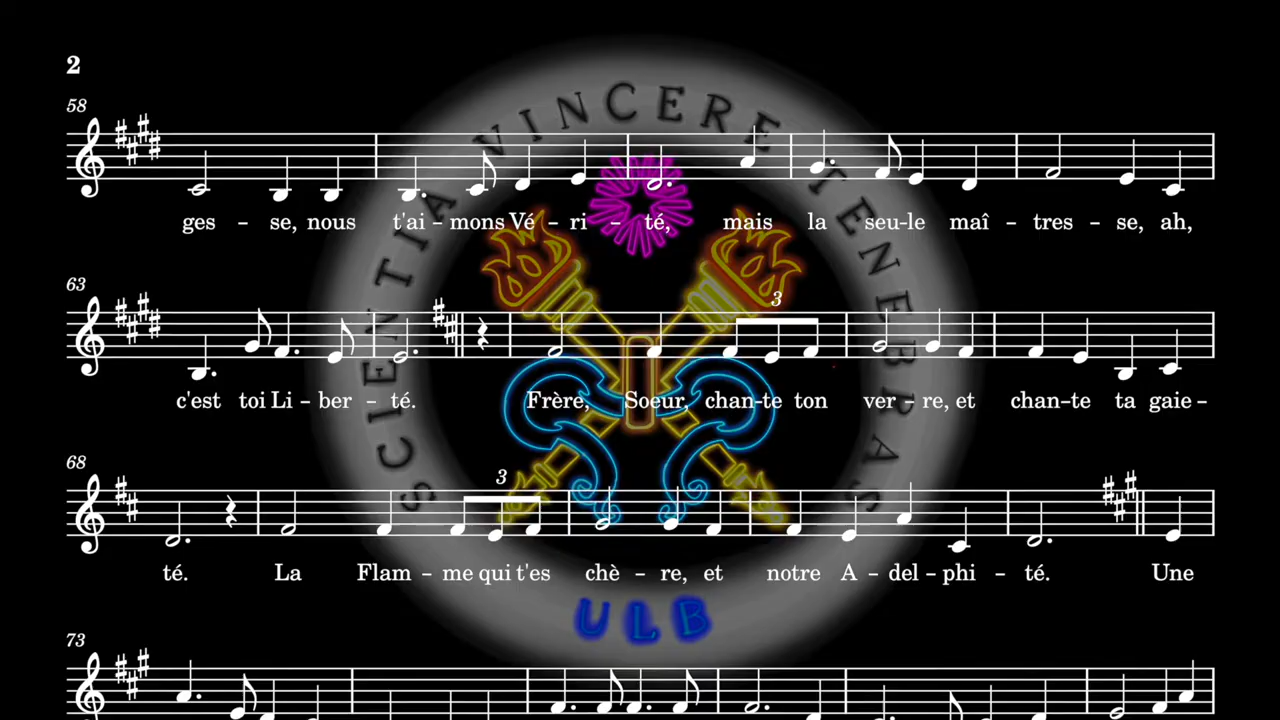 2
58
ges - se, nous t'ai - mons Vé - ri - té, mais la seu-le maî - tres - se, ah,
63
3
c'est toi Li - ber - té. Frère, Soeur, chan-te ton ver - re, et chan-te ta gaie -
68
3
té. La Flam - me qui t'es chè - re, et notre A - del - phi - té. Une
73
SCIENTIA VINCERE TENEBRAS
ULB